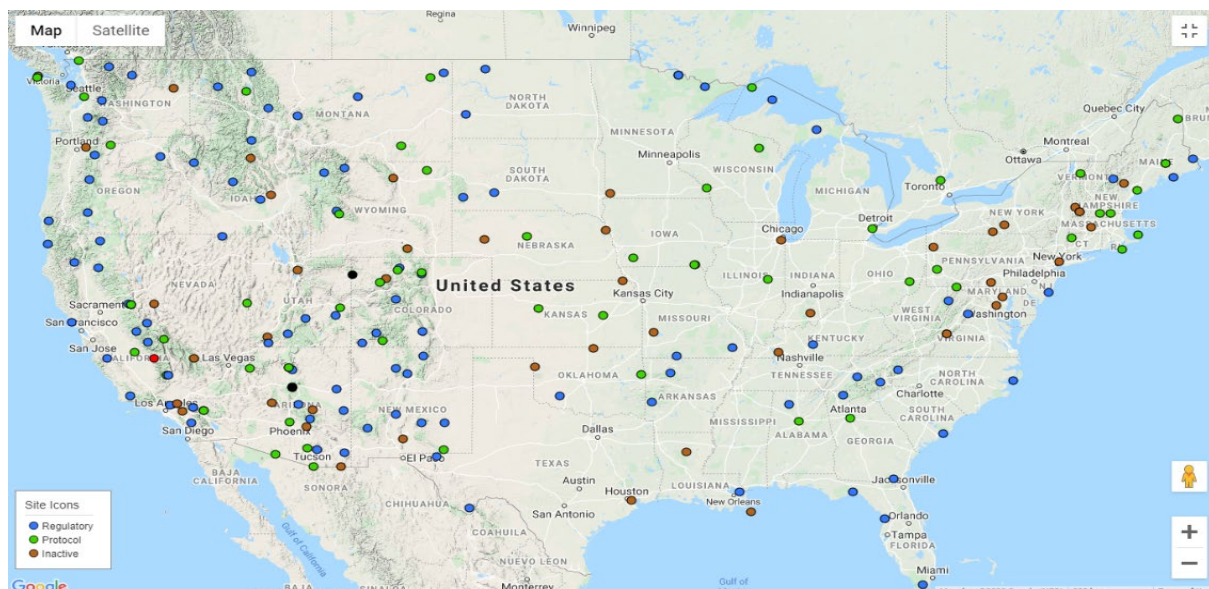 Map Satellite
Regina
Winnipeg
Victoria
Seattle
WASHINGTON
MONTANA
NORTH
DAKOTA
MINNESOTA
Quebec City
Montreal
Ottawa
Portland
OREGON
SOUTH
DAKOTA
Minneapolis
WISCONSIN
MICHIGAN
Toronto
VERMONT
MAINE
NEW
HAMPSHIRE
MASSACHUSETTS
CT
RI
WYOMING
IOWA
Chicago
Detroit
NEW YORK
New York
NEBRASKA
NEVADA
UTAH
COLORADO
United States
ILLINOIS
INDIANA
OHIO
Indianapolis
PENNSYLVANIA
Philadelphia
MARYLAND
DE
NJ
Washington
Sacramento
San Francisco
San Jose
CALIFORNIA
Las Vegas
KANSAS
Kansas City
MISSOURI
WEST
VIRGINIA
KENTUCKY
VIRGINIA
Los Angeles
San Diego
ARIZONA
Phoenix
Tucson
NEW MEXICO
OKLAHOMA
ARKANSAS
Nashville
TENNESSEE
NORTH
CAROLINA
Charlotte
SOUTH
CAROLINA
Atlanta
MISSISSIPPI
ALABAMA
GEORGIA
El Paso
Dallas
TEXAS
Austin
Houston
San Antonio
LOUISIANA
New Orleans
Jacksonville
Orlando
Tampa
FLORIDA
Miami
BAJA
CALIFORNIA
SONORA
CHIHUAHUA
COAHUILA
NUEVO LEON
Monterrey
Gulf of California
Gulf of
Site Icons
Regulatory
Protocol
Inactive
Google